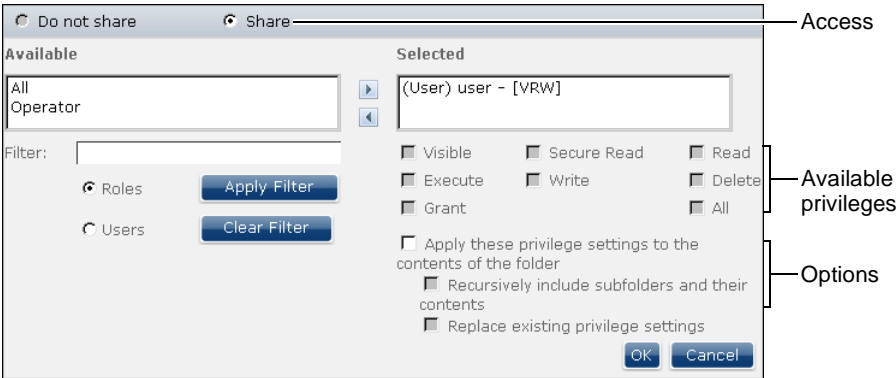 Do not share Share Access
Available Selected
All
Operator
(User) user - [VRW]
Filter:
Visible Secure Read Read
Roles Apply Filter Execute Write Delete Available
privileges
Users Clear Filter Grant All
Apply these privilege settings to the
contents of the folder
Recursively include subfolders and their
contents
Options
Replace existing privilege settings
OK Cancel